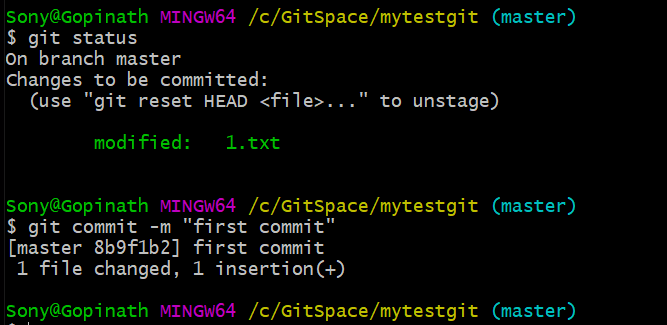 Sony@Gopinath MINGW64 /c/GitSpace/mytestgit (master)
$ git status
On branch master
Changes to be committed:
  (use "git reset HEAD <file>..." to unstage)

        modified:   1.txt

Sony@Gopinath MINGW64 /c/GitSpace/mytestgit (master)
$ git commit -m "first commit"
[master 8b9f1b2] first commit
 1 file changed, 1 insertion(+)

Sony@Gopinath MINGW64 /c/GitSpace/mytestgit (master)